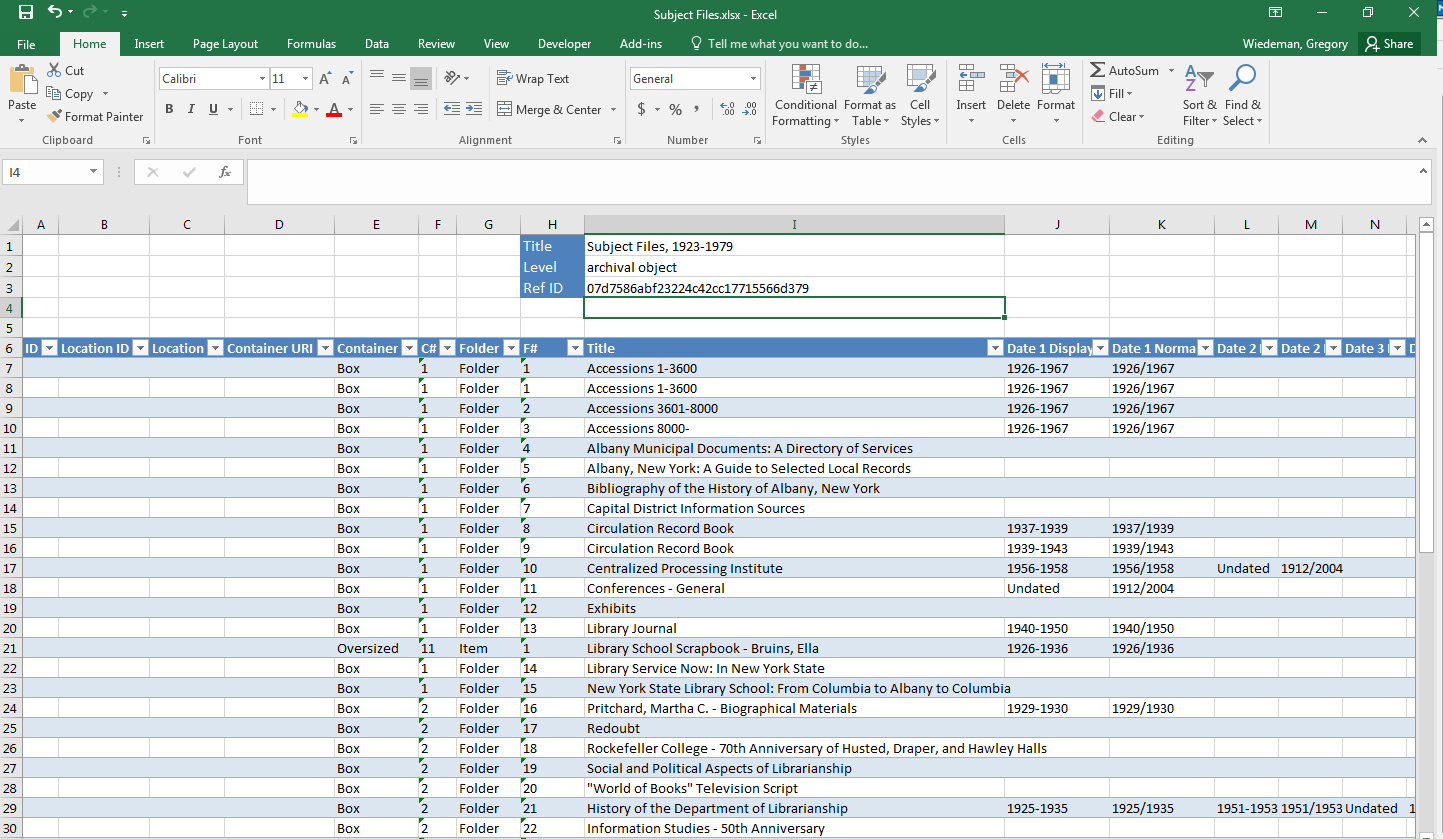 Subject Files.xlsx - Excel
File Home Insert Page Layout Formulas Data Review View Developer Add-ins Tell me what you want to do... Wiedeman, Gregory Share
Paste Cut Copy Format Painter Clipboard
Calibri 11 B I U A Font
Wrap Text Merge & Center Alignment
General $ % , Number
Conditional Formatting Format as Table Cell Styles Styles
Insert Delete Format Cells
AutoSum Fill Clear Sort & Filter Find & Select Editing
I4 fx
A B C D E F G H I J K L M N
1 Title Subject Files, 1923-1979
2 Level archival object
3 Ref ID 07d7586abf23224c42cc17715566d379
4
5
6 ID Location ID Location Container URI Container C# Folder F# Title Date 1 Display Date 1 Norma Date 2 Date 2 Date 3 D
7 Box 1 Folder 1 Accessions 1-3600 1926-1967 1926/1967
8 Box 1 Folder 1 Accessions 1-3600 1926-1967 1926/1967
9 Box 1 Folder 2 Accessions 3601-8000 1926-1967 1926/1967
10 Box 1 Folder 3 Accessions 8000- 1926-1967 1926/1967
11 Box 1 Folder 4 Albany Municipal Documents: A Directory of Services
12 Box 1 Folder 5 Albany, New York: A Guide to Selected Local Records
13 Box 1 Folder 6 Bibliography of the History of Albany, New York
14 Box 1 Folder 7 Capital District Information Sources
15 Box 1 Folder 8 Circulation Record Book 1937-1939 1937/1939
16 Box 1 Folder 9 Circulation Record Book 1939-1943 1939/1943
17 Box 1 Folder 10 Centralized Processing Institute 1956-1958 1956/1958 Undated 1912/2004
18 Box 1 Folder 11 Conferences - General Undated 1912/2004
19 Box 1 Folder 12 Exhibits
20 Box 1 Folder 13 Library Journal 1940-1950 1940/1950
21 Oversized 11 Item 1 Library School Scrapbook - Bruins, Ella 1926-1936 1926/1936
22 Box 1 Folder 14 Library Service Now: In New York State
23 Box 1 Folder 15 New York State Library School: From Columbia to Albany to Columbia
24 Box 2 Folder 16 Pritchard, Martha C. - Biographical Materials 1929-1930 1929/1930
25 Box 2 Folder 17 Redoubt
26 Box 2 Folder 18 Rockefeller College - 70th Anniversary of Husted, Draper, and Hawley Halls
27 Box 2 Folder 19 Social and Political Aspects of Librarianship
28 Box 2 Folder 20 "World of Books" Television Script
29 Box 2 Folder 21 History of the Department of Librarianship 1925-1935 1925/1935 1951-1953 1951/1953 Undated 1
30 Box 2 Folder 22 Information Studies - 50th Anniversary